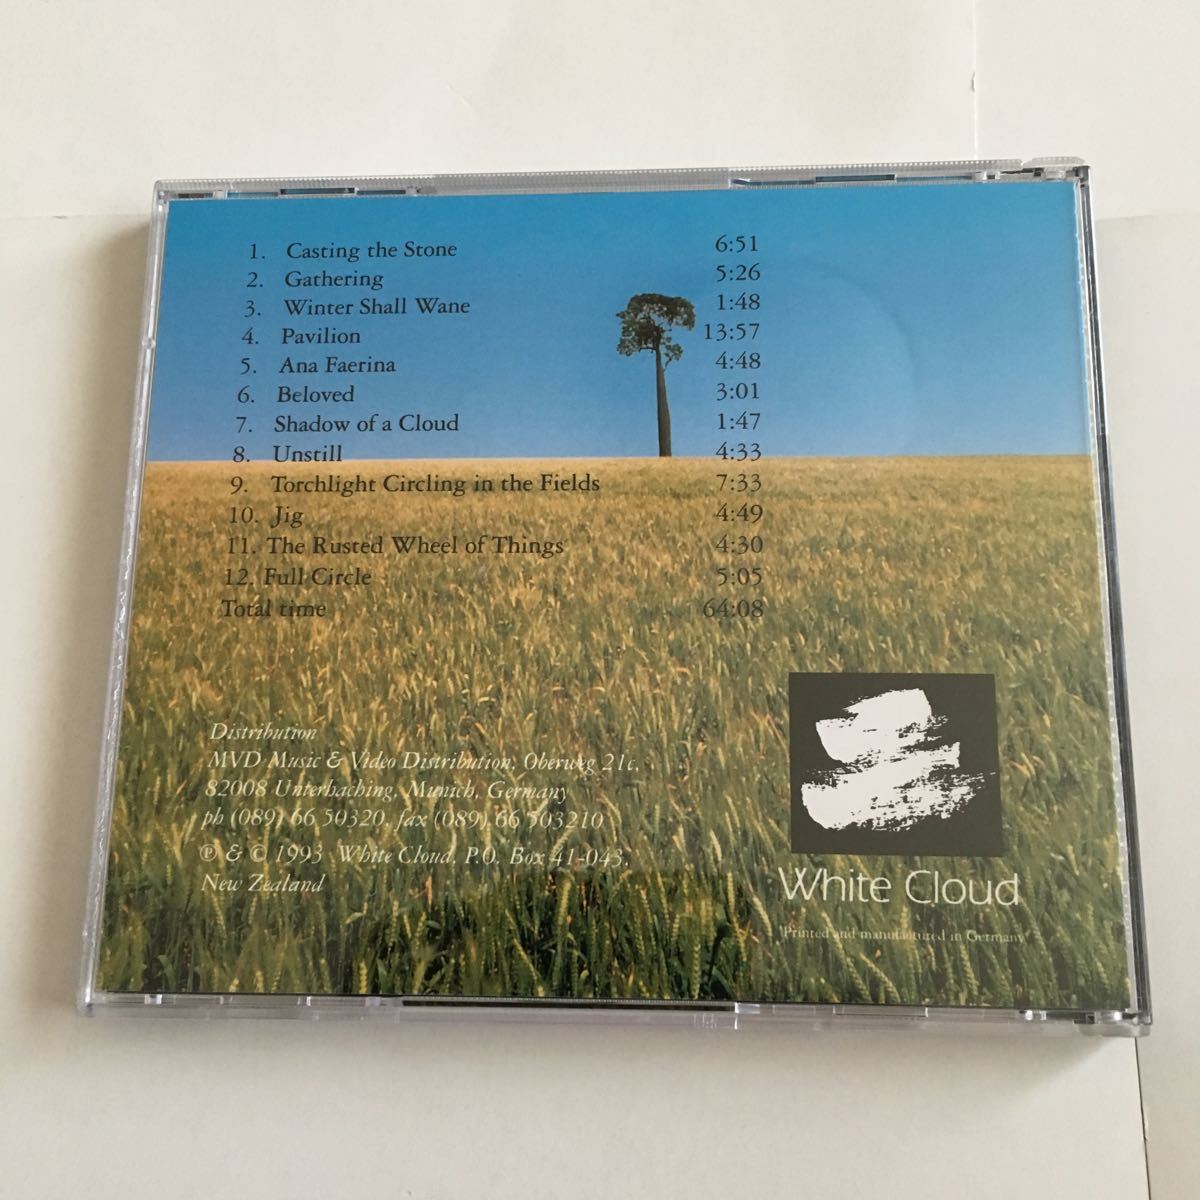 1. Casting the Stone 6:51
2. Gathering 5:26
3. Winter Shall Wane 1:48
4. Pavilion 13:57
5. Ana Faerina 4:48
6. Beloved 3:01
7. Shadow of a Cloud 1:47
8. Unstill 4:33
9. Torchlight Circling in the Fields 7:33
10. Jig 4:49
11. The Rusted Wheel of Things 4:30
12. Full Circle 5:05
Total time 64:08
Distribution
MVD Music & Video Distribution, Oberweg 21c,
82008 Unterhaching, Munich, Germany
ph (089) 66 50320, fax (089) 66 503210
℗ & © 1993 White Cloud, P.O. Box 41-043,
New Zealand
White Cloud
Printed and manufactured in Germany